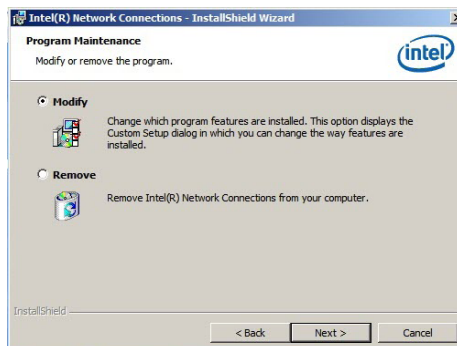 Intel(R) Network Connections - InstallShield Wizard
Program Maintenance
Modify or remove the program.
intel
Modify
Change which program features are installed. This option displays the
Custom Setup dialog in which you can change the way features are
installed.
Remove
Remove Intel(R) Network Connections from your computer.
InstallShield
< Back
Next >
Cancel